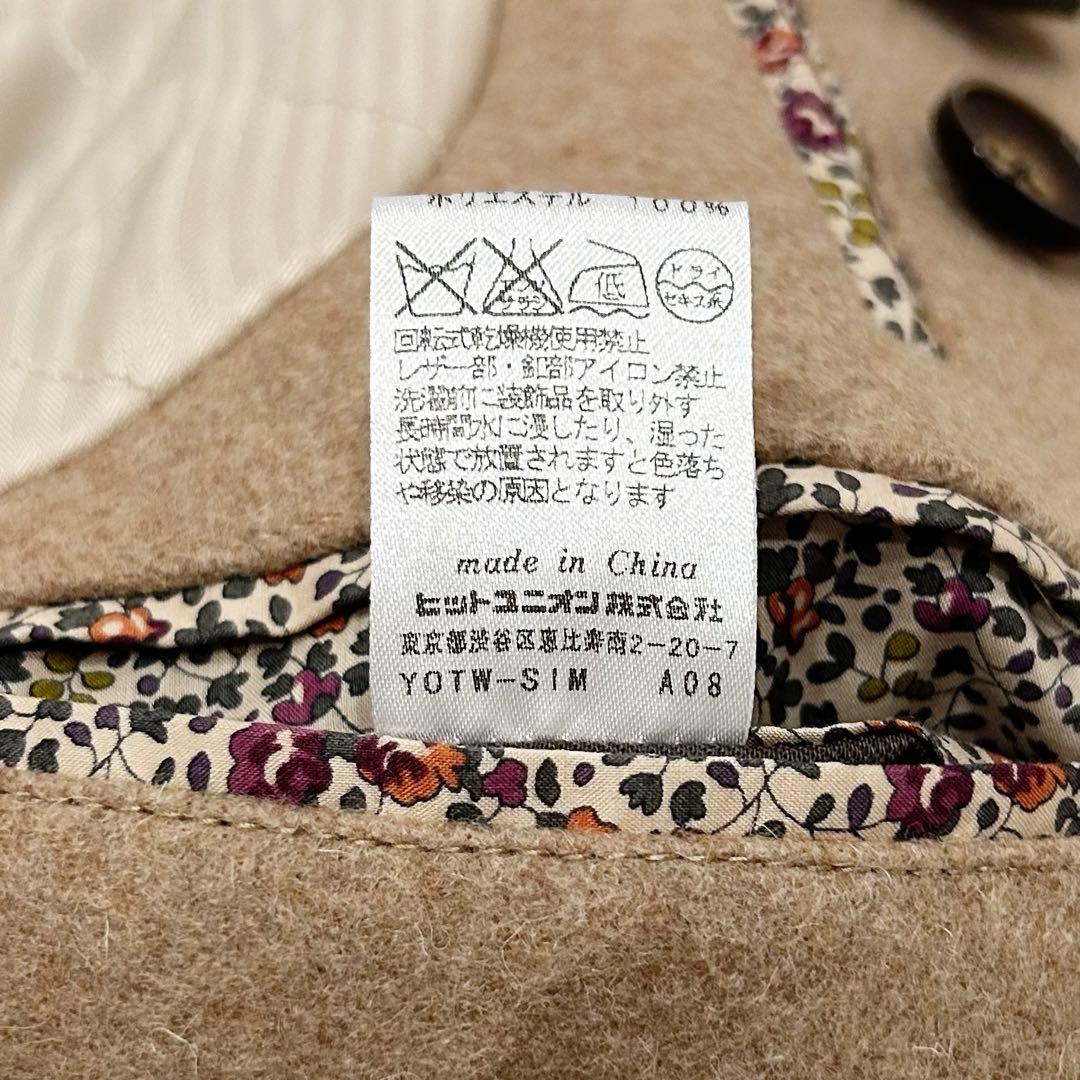 ポリエステル 100%
エンソ サラシ 低 ドライ セキユ系
回転式乾燥機使用禁止
レザー部・釦部アイロン禁止
洗濯前に装飾品を取り外す
長時間水に浸したり、湿った
状態で放置されますと色落ち
や移染の原因となります
made in China
ヒットユニオン株式会社
東京都渋谷区恵比寿南2-20-7
YOTW-SIM A08